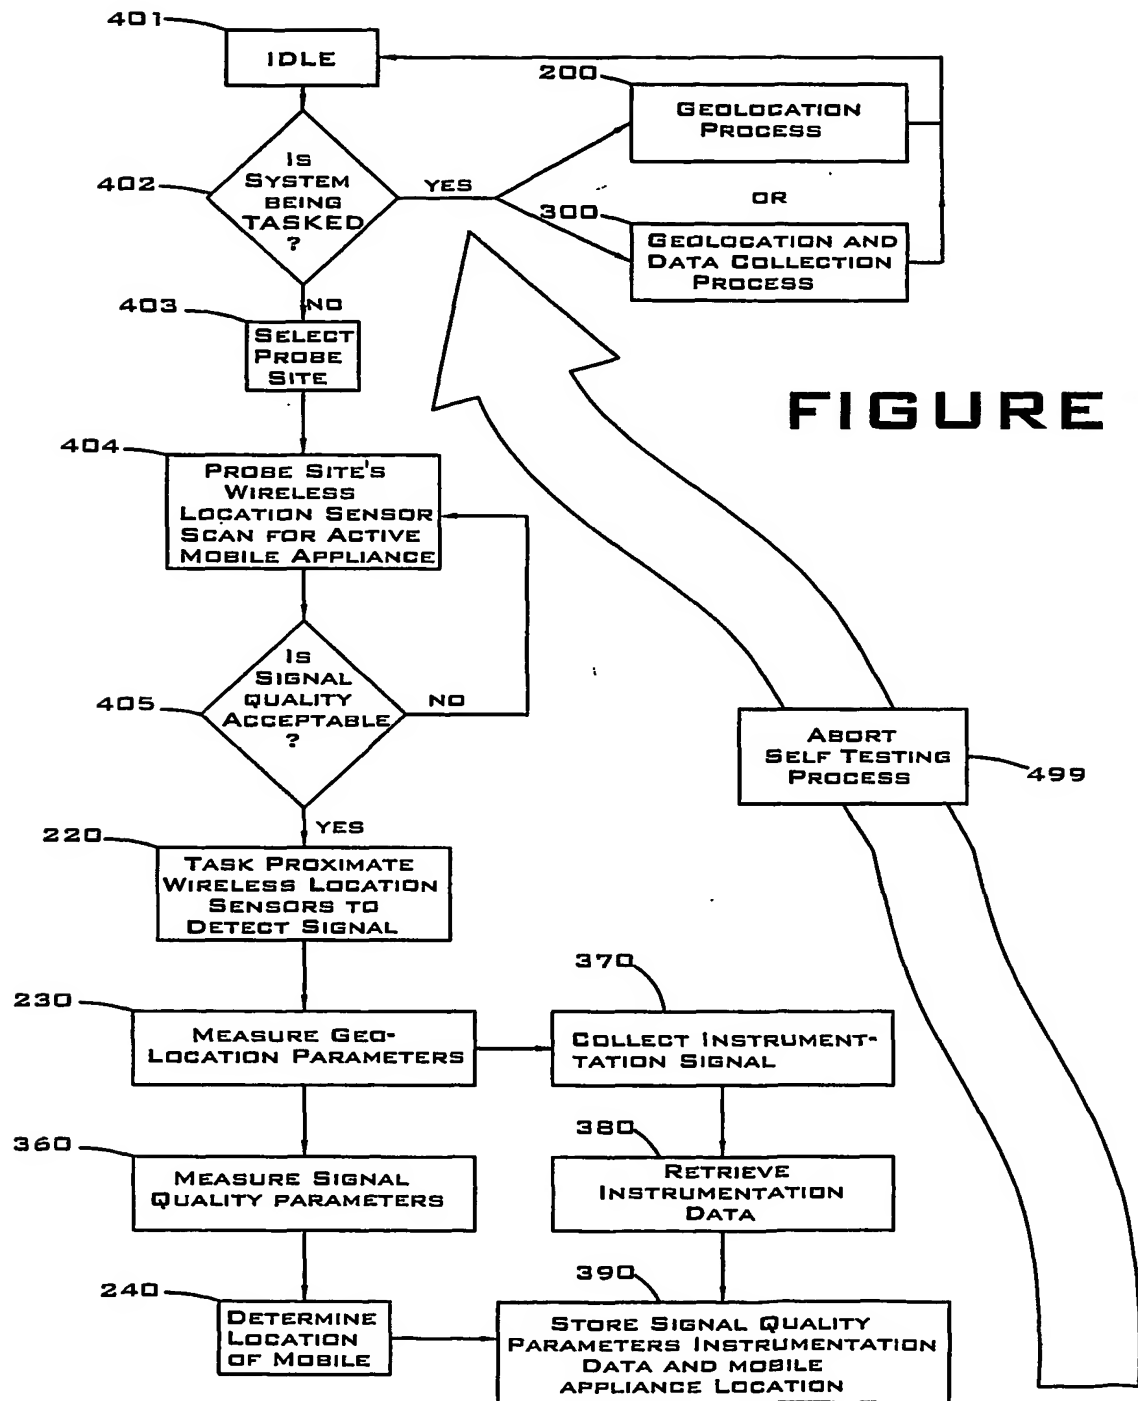 401
IDLE
200
GEOLOCATION
PROCESS
402
IS
SYSTEM
BEING
TASKED
?
YES
OR
300
GEOLOCATION AND
DATA COLLECTION
PROCESS
NO
403
SELECT
PROBE
SITE
FIGURE
404
PROBE SITE'S
WIRELESS
LOCATION SENSOR
SCAN FOR ACTIVE
MOBILE APPLIANCE
405
IS
SIGNAL
QUALITY
ACCEPTABLE
?
NO
ABORT
SELF TESTING
PROCESS
499
YES
220
TASK PROXIMATE
WIRELESS LOCATION
SENSORS TO
DETECT SIGNAL
230
MEASURE GEO-
LOCATION PARAMETERS
370
COLLECT INSTRUMEN-
TATION SIGNAL
360
MEASURE SIGNAL
QUALITY PARAMETERS
380
RETRIEVE
INSTRUMENTATION
DATA
240
DETERMINE
LOCATION
OF MOBILE
390
STORE SIGNAL QUALITY
PARAMETERS INSTRUMENTATION
DATA AND MOBILE
APPLIANCE LOCATION